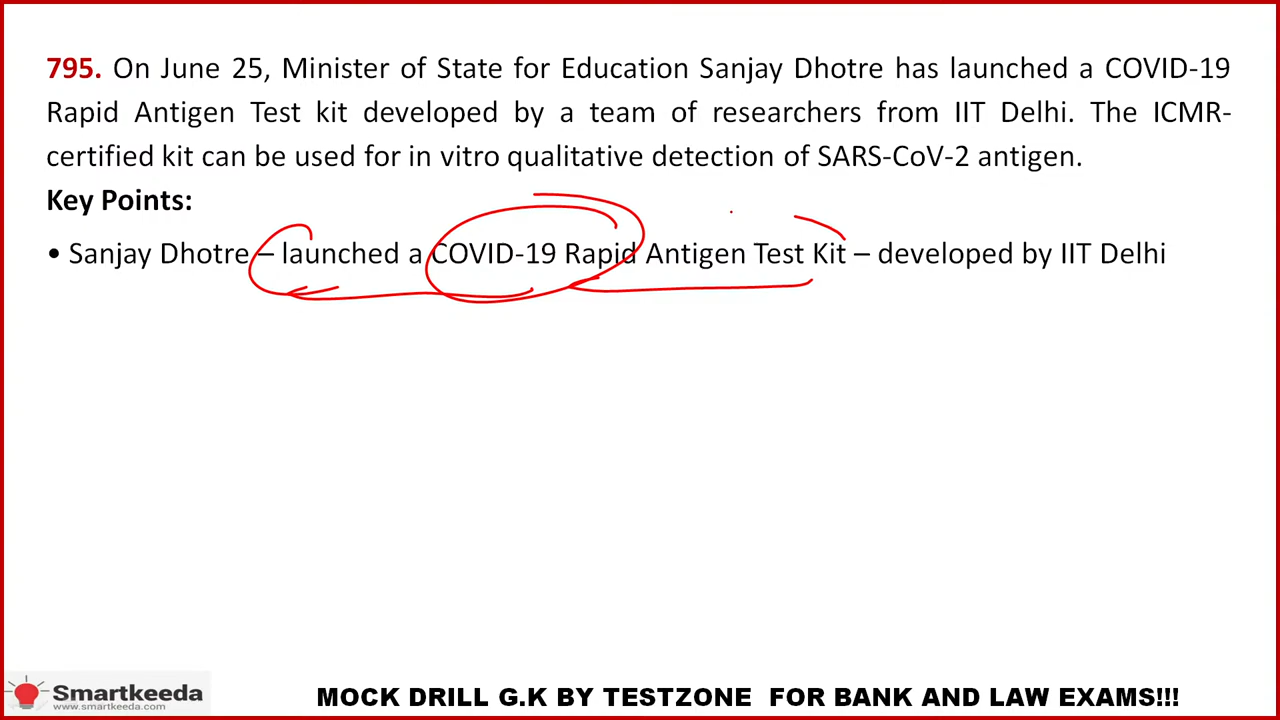 795. On June 25, Minister of State for Education Sanjay Dhotre has launched a COVID-19
Rapid Antigen Test kit developed by a team of researchers from IIT Delhi. The ICMR-
certified kit can be used for in vitro qualitative detection of SARS-CoV-2 antigen.
Key Points:
• Sanjay Dhotre – launched a COVID-19 Rapid Antigen Test Kit – developed by IIT Delhi
Smartkeeda
www.smartkeeda.com
MOCK DRILL G.K BY TESTZONE FOR BANK AND LAW EXAMS!!!